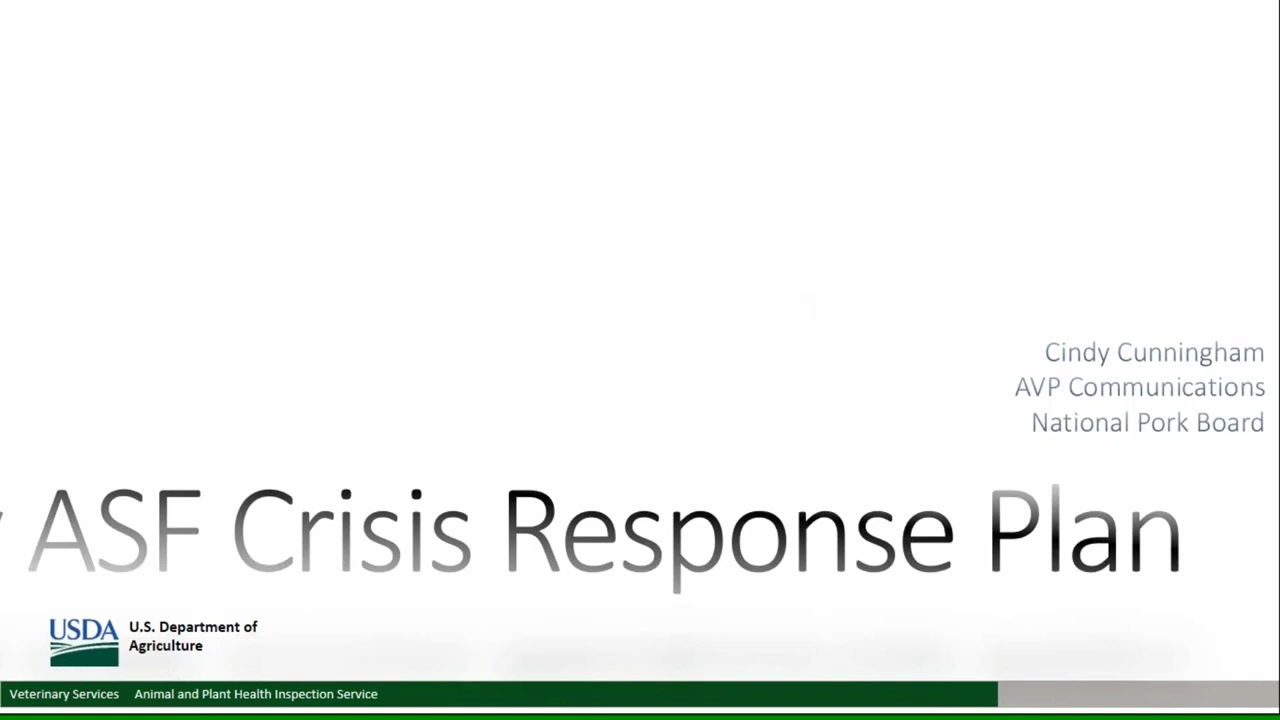 Cindy Cunningham
AVP Communications
National Pork Board
ASF Crisis Response Plan
USDA
U.S. Department of
Agriculture
Veterinary Services Animal and Plant Health Inspection Service